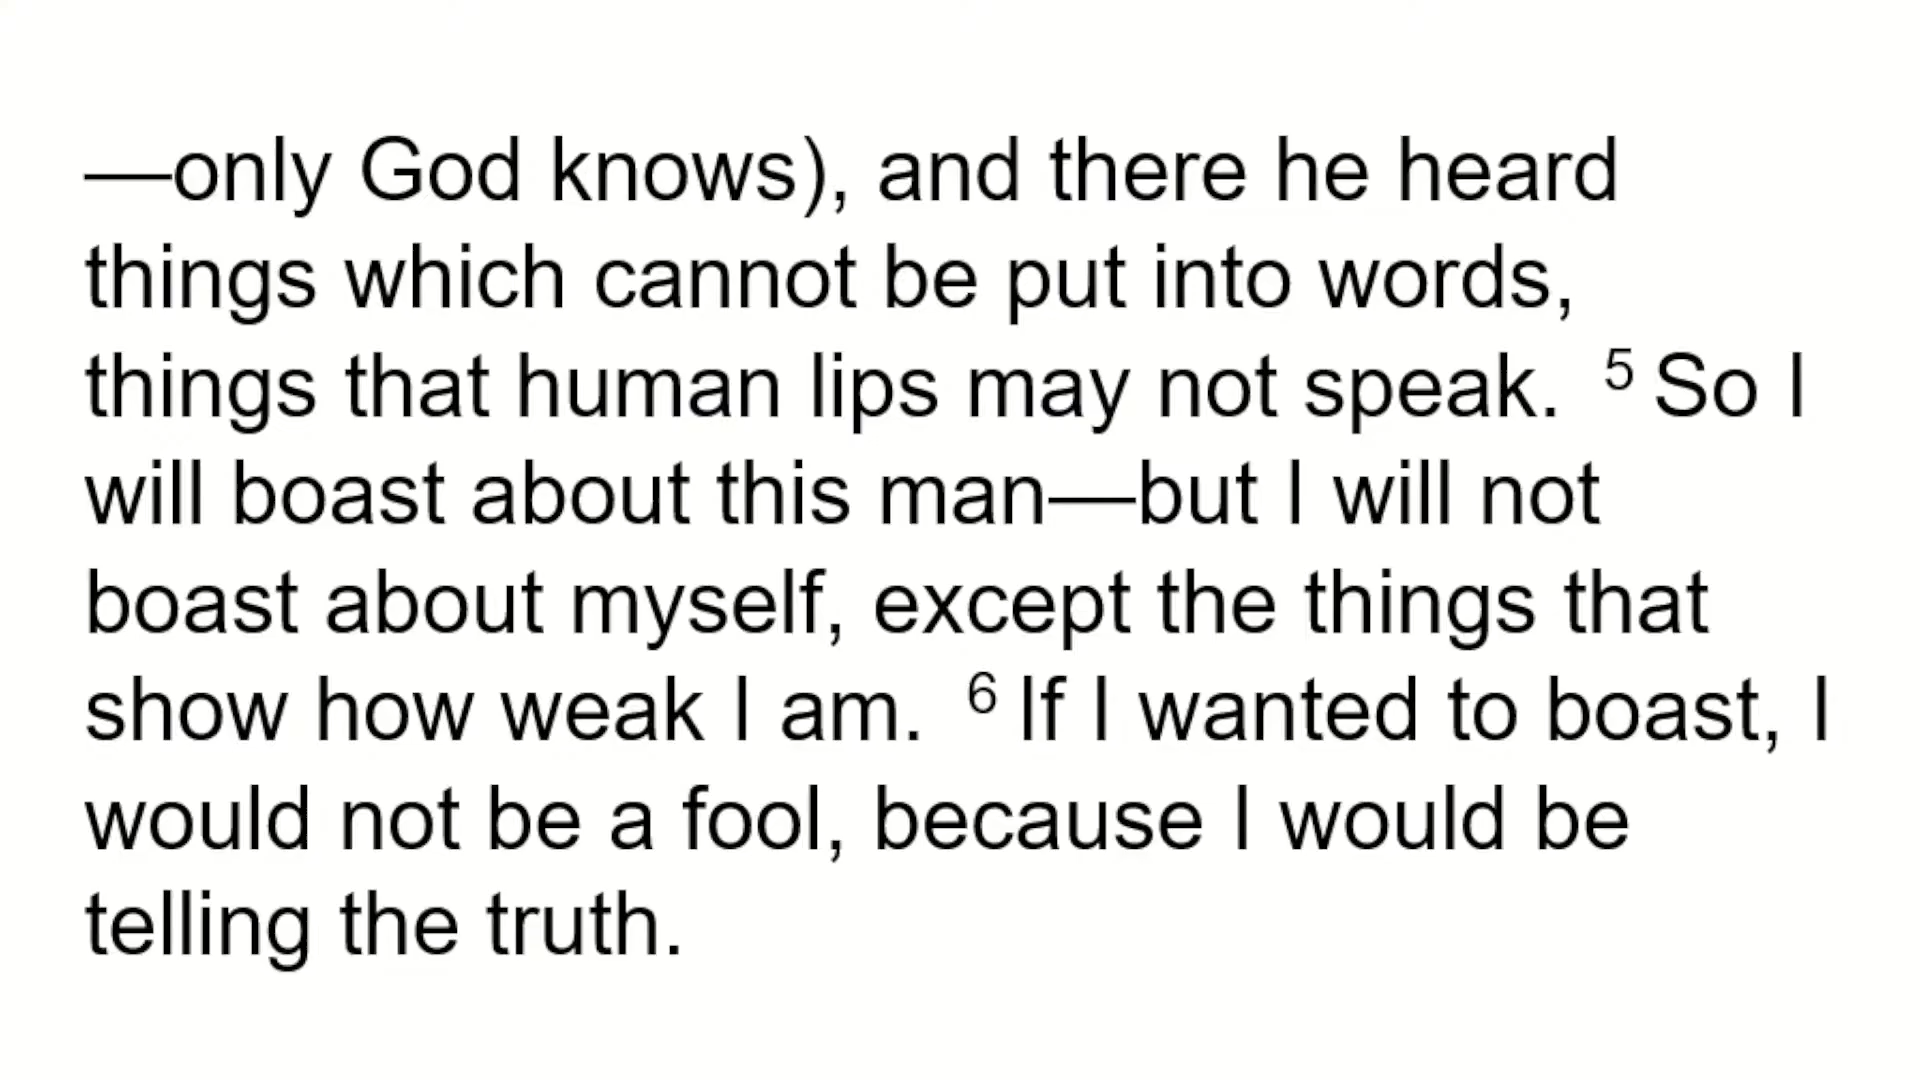 —only God knows), and there he heard
things which cannot be put into words,
things that human lips may not speak. 5 So I
will boast about this man—but I will not
boast about myself, except the things that
show how weak I am. 6 If I wanted to boast, I
would not be a fool, because I would be
telling the truth.